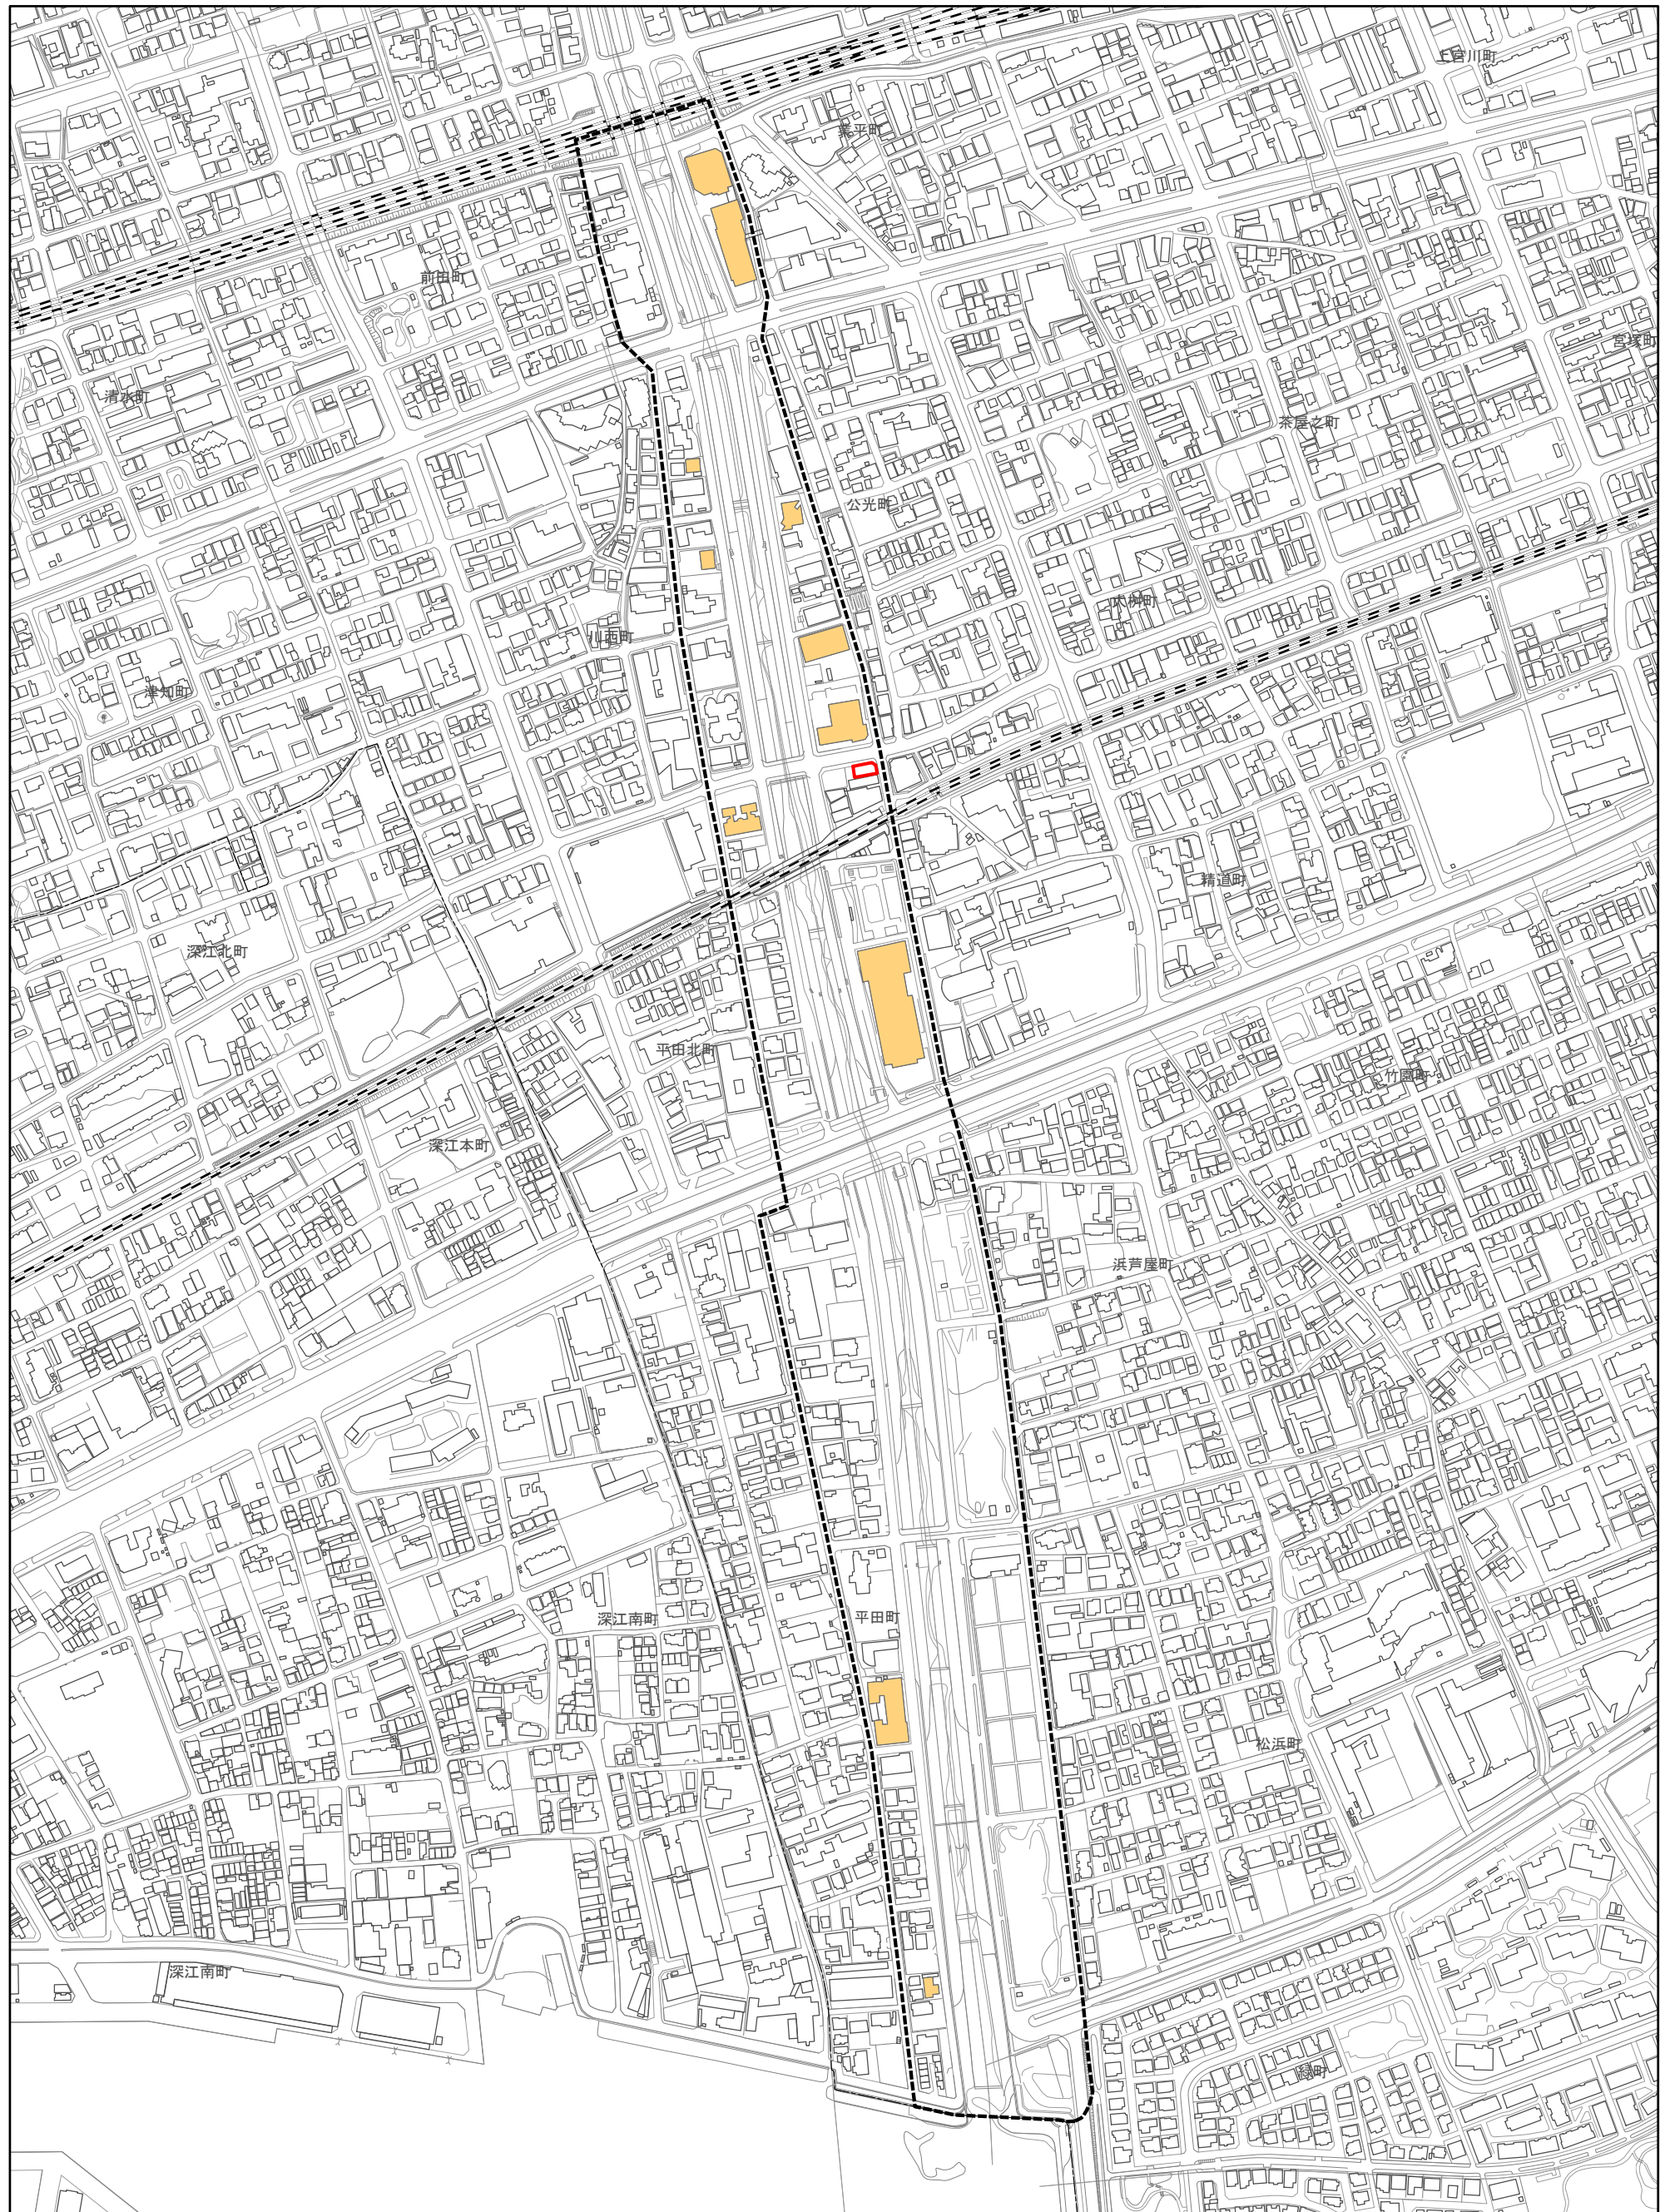 上宮川町
業平町
前田町
宮塚町
清水町
茶屋之町
公光町
大桝町
川西町
津知町
精道町
深江北町
平田北町
竹園町
深江本町
浜芦屋町
平田町
深江南町
松浜町
深江南町
緑町